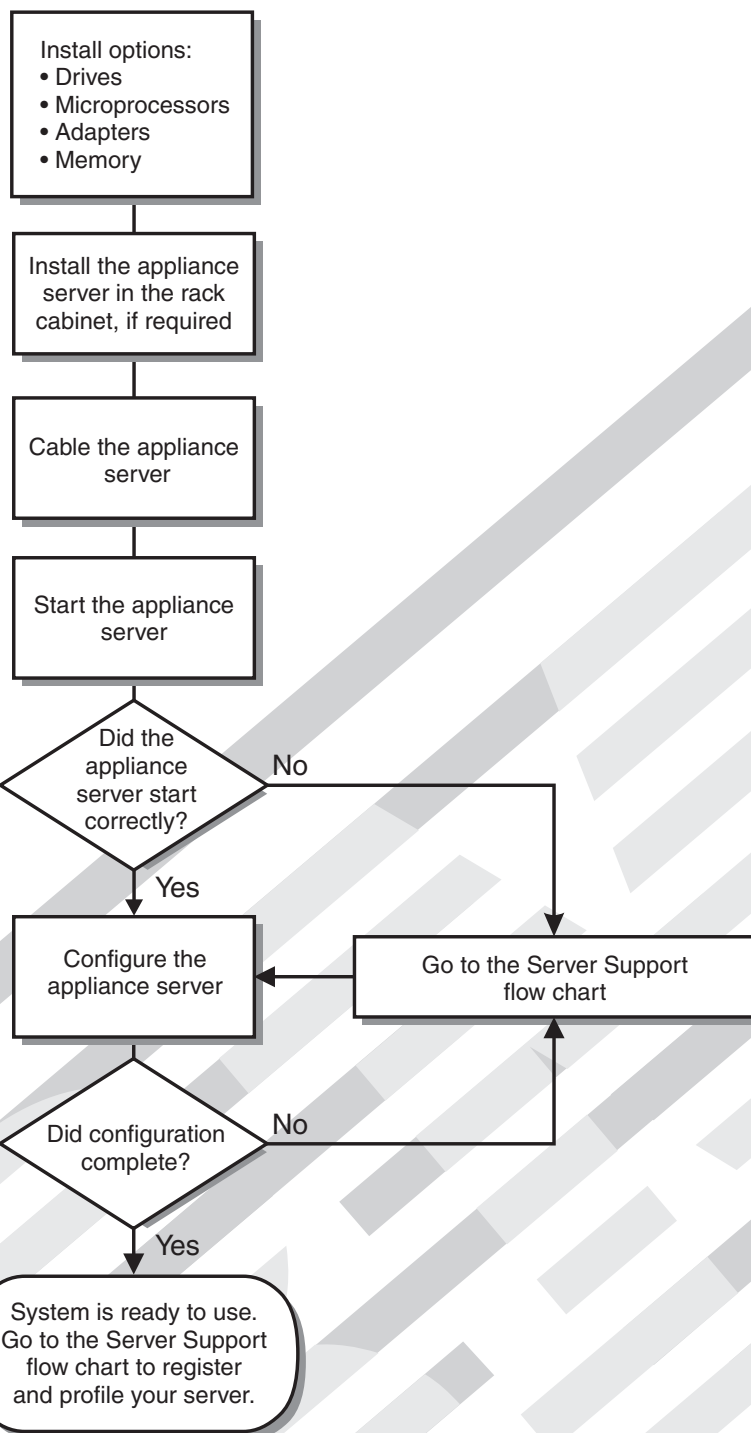 Install options:
• Drives
• Microprocessors
• Adapters
• Memory
Install the appliance
server in the rack
cabinet, if required
Cable the appliance
server
Start the appliance
server
Did the
appliance
server start
correctly?
No
Yes
Configure the
appliance server
Go to the Server Support
flow chart
Did configuration
complete?
No
Yes
System is ready to use.
Go to the Server Support
flow chart to register
and profile your server.